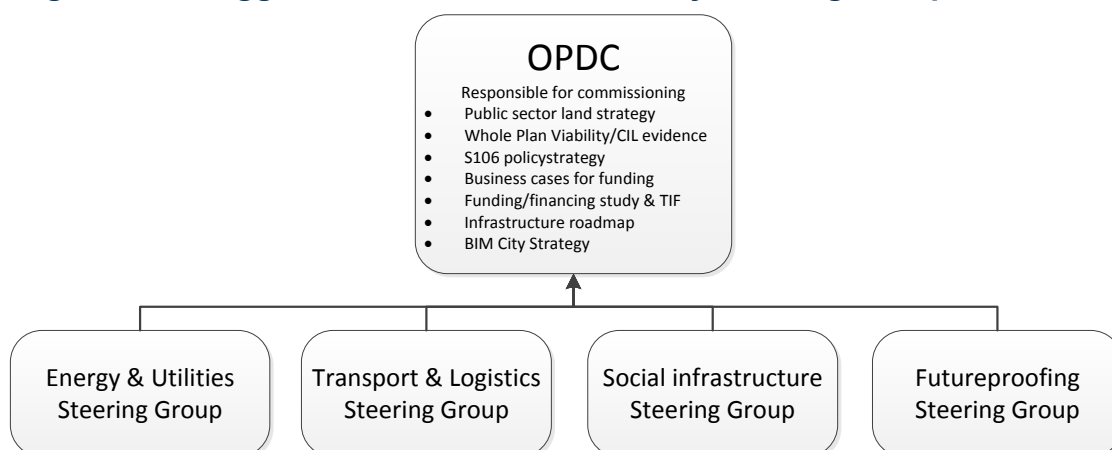 OPDC
Responsible for commissioning
• Public sector land strategy
• Whole Plan Viability/CIL evidence
• S106 policystrategy
• Business cases for funding
• Funding/financing study & TIF
• Infrastructure roadmap
• BIM City Strategy
Energy & Utilities
Steering Group
Transport & Logistics
Steering Group
Social infrastructure
Steering Group
Futureproofing
Steering Group